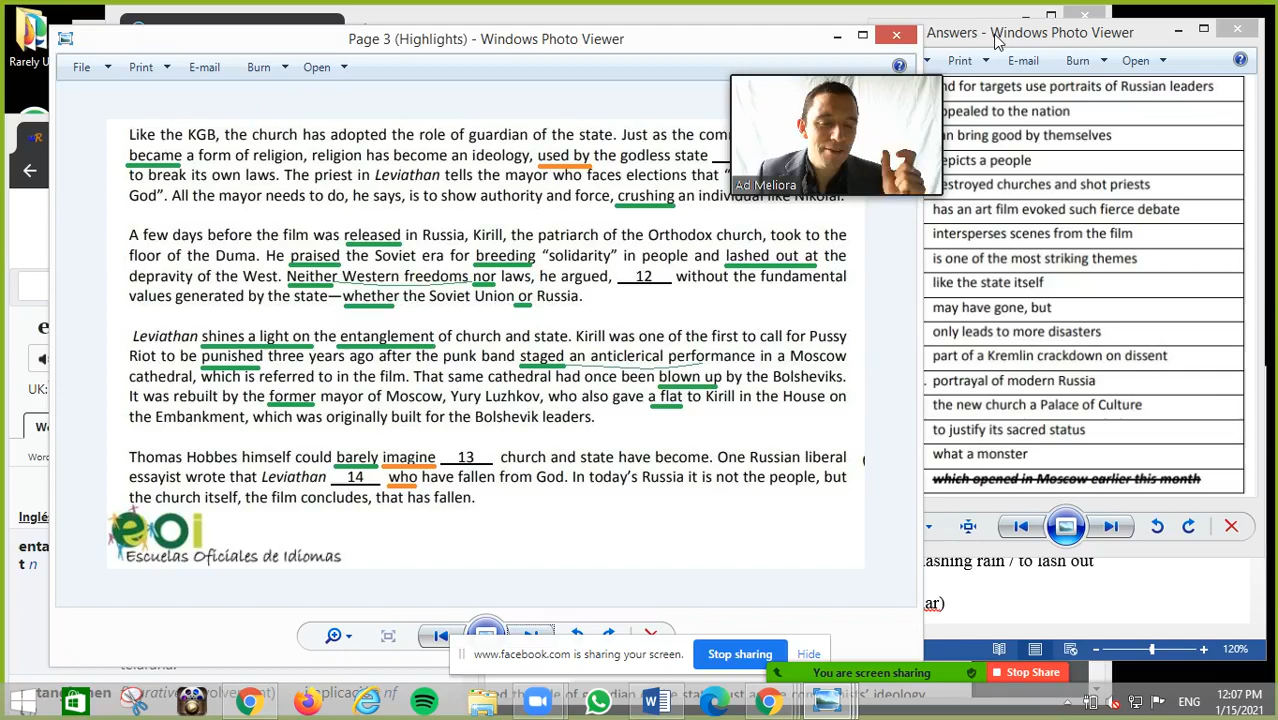 Rarely U
Page 3 (Highlights) - Windows Photo Viewer
File Print E-mail Burn Open
Like the KGB, the church has adopted the role of guardian of the state. Just as the
became a form of religion, religion has become an ideology, used by the godless state
to break its own laws. The priest in Leviathan tells the mayor who faces elections that
God”. All the mayor needs to do, he says, is to show authority and force, crushing an individual like Nikolai.
A few days before the film was released in Russia, Kirill, the patriarch of the Orthodox church, took to the
floor of the Duma. He praised the Soviet era for breeding “solidarity” in people and lashed out at the
depravity of the West. Neither Western freedoms nor laws, he argued, 12 without the fundamental
values generated by the state—whether the Soviet Union or Russia.
Leviathan shines a light on the entanglement of church and state. Kirill was one of the first to call for Pussy
Riot to be punished three years ago after the punk band staged an anticlerical performance in a Moscow
cathedral, which is referred to in the film. That same cathedral had once been blown up by the Bolsheviks.
It was rebuilt by the former mayor of Moscow, Yury Luzhkov, who also gave a flat to Kirill in the House on
the Embankment, which was originally built for the Bolshevik leaders.
Thomas Hobbes himself could barely imagine 13 church and state have become. One Russian liberal
essayist wrote that Leviathan 14 who have fallen from God. In today’s Russia it is not the people, but
the church itself, the film concludes, that has fallen.
eoi
Escuelas Oficiales de Idiomas
Ad Meliora
Answers - Windows Photo Viewer
Print E-mail Burn Open
nd for targets use portraits of Russian leaders
ppealed to the nation
an bring good by themselves
epicts a people
estroyed churches and shot priests
has an art film evoked such fierce debate
intersperses scenes from the film
is one of the most striking themes
like the state itself
may have gone, but
only leads to more disasters
part of a Kremlin crackdown on dissent
portrayal of modern Russia
the new church a Palace of Culture
to justify its sacred status
what a monster
which opened in Moscow earlier this month
ashing rain / to lash out
ar)
120%
e
UK:
Wo
Word
Inglé
enta
t n
www.facebook.com is sharing your screen. Stop sharing Hide
You are screen sharing Stop Share
ENG
12:07 PM
1/15/2021